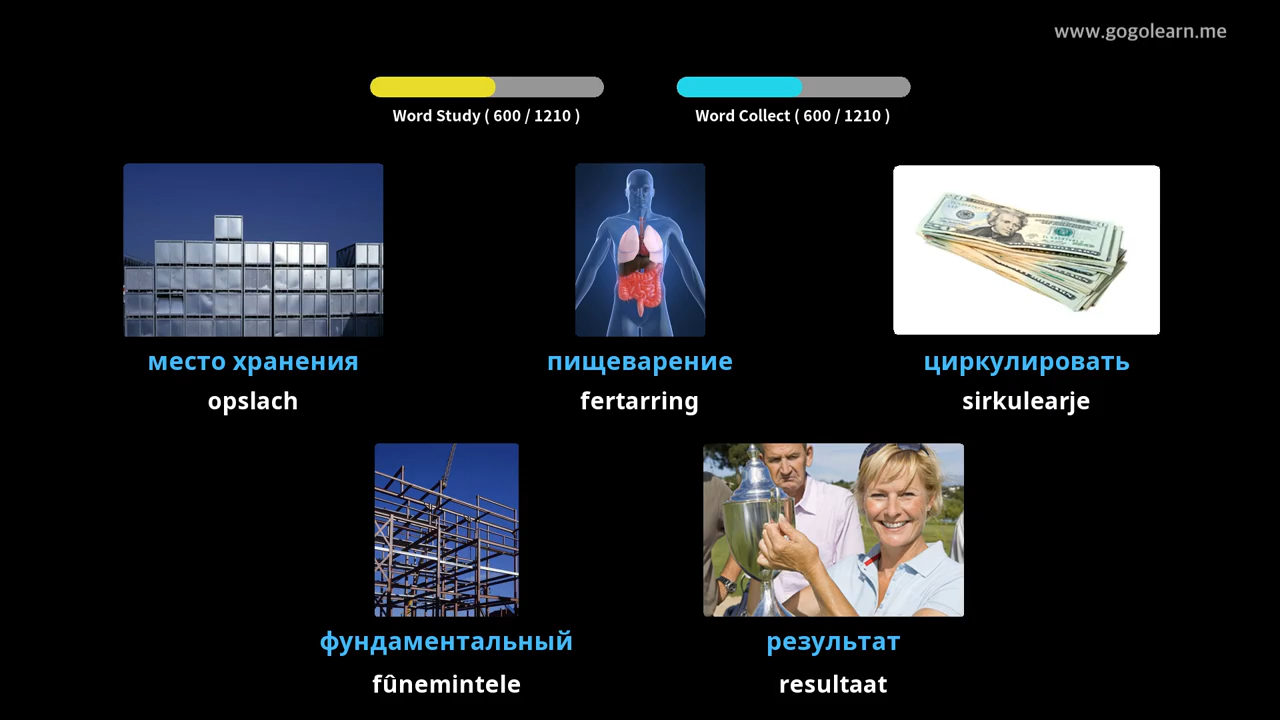 www.gogolearn.me
Word Study ( 600 / 1210 )
Word Collect ( 600 / 1210 )
место хранения
opslach
пищеварение
fertarring
циркулировать
sirkulearje
фундаментальный
fûnemintele
результат
resultaat